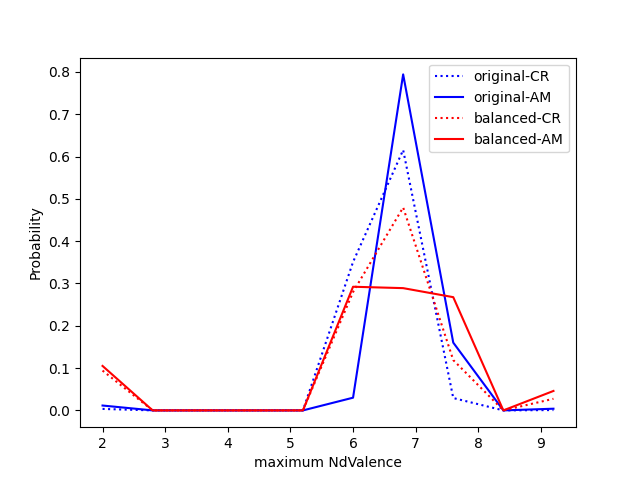 original-CR
original-AM
balanced-CR
balanced-AM
0.8
0.7
0.6
0.5
0.4
0.3
0.2
0.1
0.0
Probability
2 3 4 5 6 7 8 9
maximum NdValence